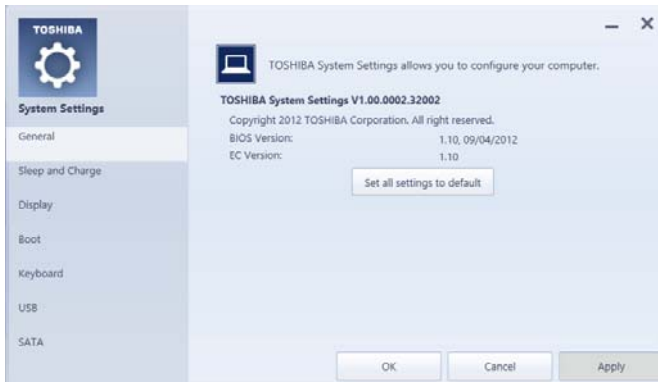 TOSHIBA
System Settings
General
Sleep and Charge
Display
Boot
Keyboard
USB
SATA
TOSHIBA System Settings allows you to configure your computer.
TOSHIBA System Settings V1.00.0002.32002
Copyright 2012 TOSHIBA Corporation. All right reserved.
BIOS Version: 1.10, 09/04/2012
EC Version: 1.10
Set all settings to default
OK Cancel Apply